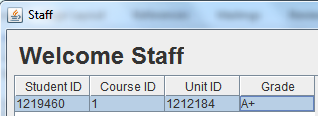 Staff
Welcome Staff
Student ID Course ID Unit ID Grade
1219460 1 1212184 A+